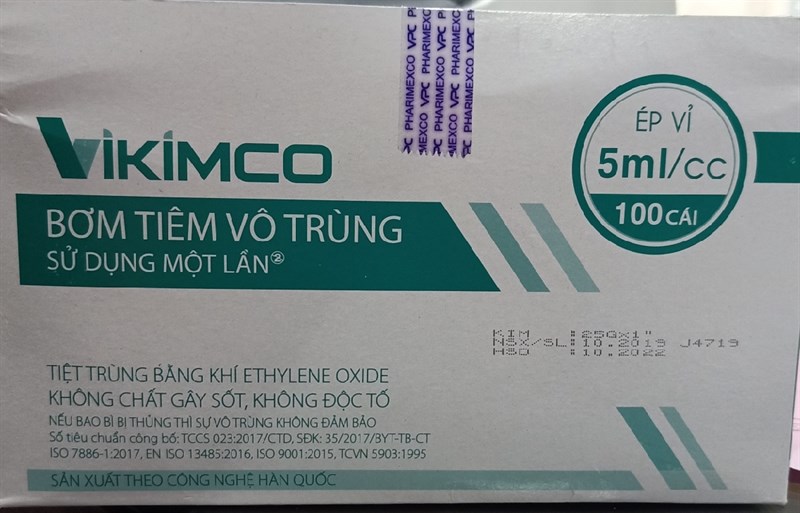 VPC PHARIMEXCO VPC
VIKIMCO
ÉP VỈ
5ml/cc
100 CÁI
BƠM TIÊM VÔ TRÙNG
SỬ DỤNG MỘT LẦN②
KIM :25Gx1"
NSX/SL:10.2019 J4719
HSD :10.2022
TIỆT TRÙNG BẰNG KHÍ ETHYLENE OXIDE
KHÔNG CHẤT GÂY SỐT, KHÔNG ĐỘC TỐ
NẾU BAO BÌ BỊ THỦNG THÌ SỰ VÔ TRÙNG KHÔNG ĐẢM BẢO
Số tiêu chuẩn công bố: TCCS 023:2017/CTD, SĐK: 35/2017/BYT-TB-CT
ISO 7886-1:2017, EN ISO 13485:2016, ISO 9001:2015, TCVN 5903:1995
SẢN XUẤT THEO CÔNG NGHỆ HÀN QUỐC